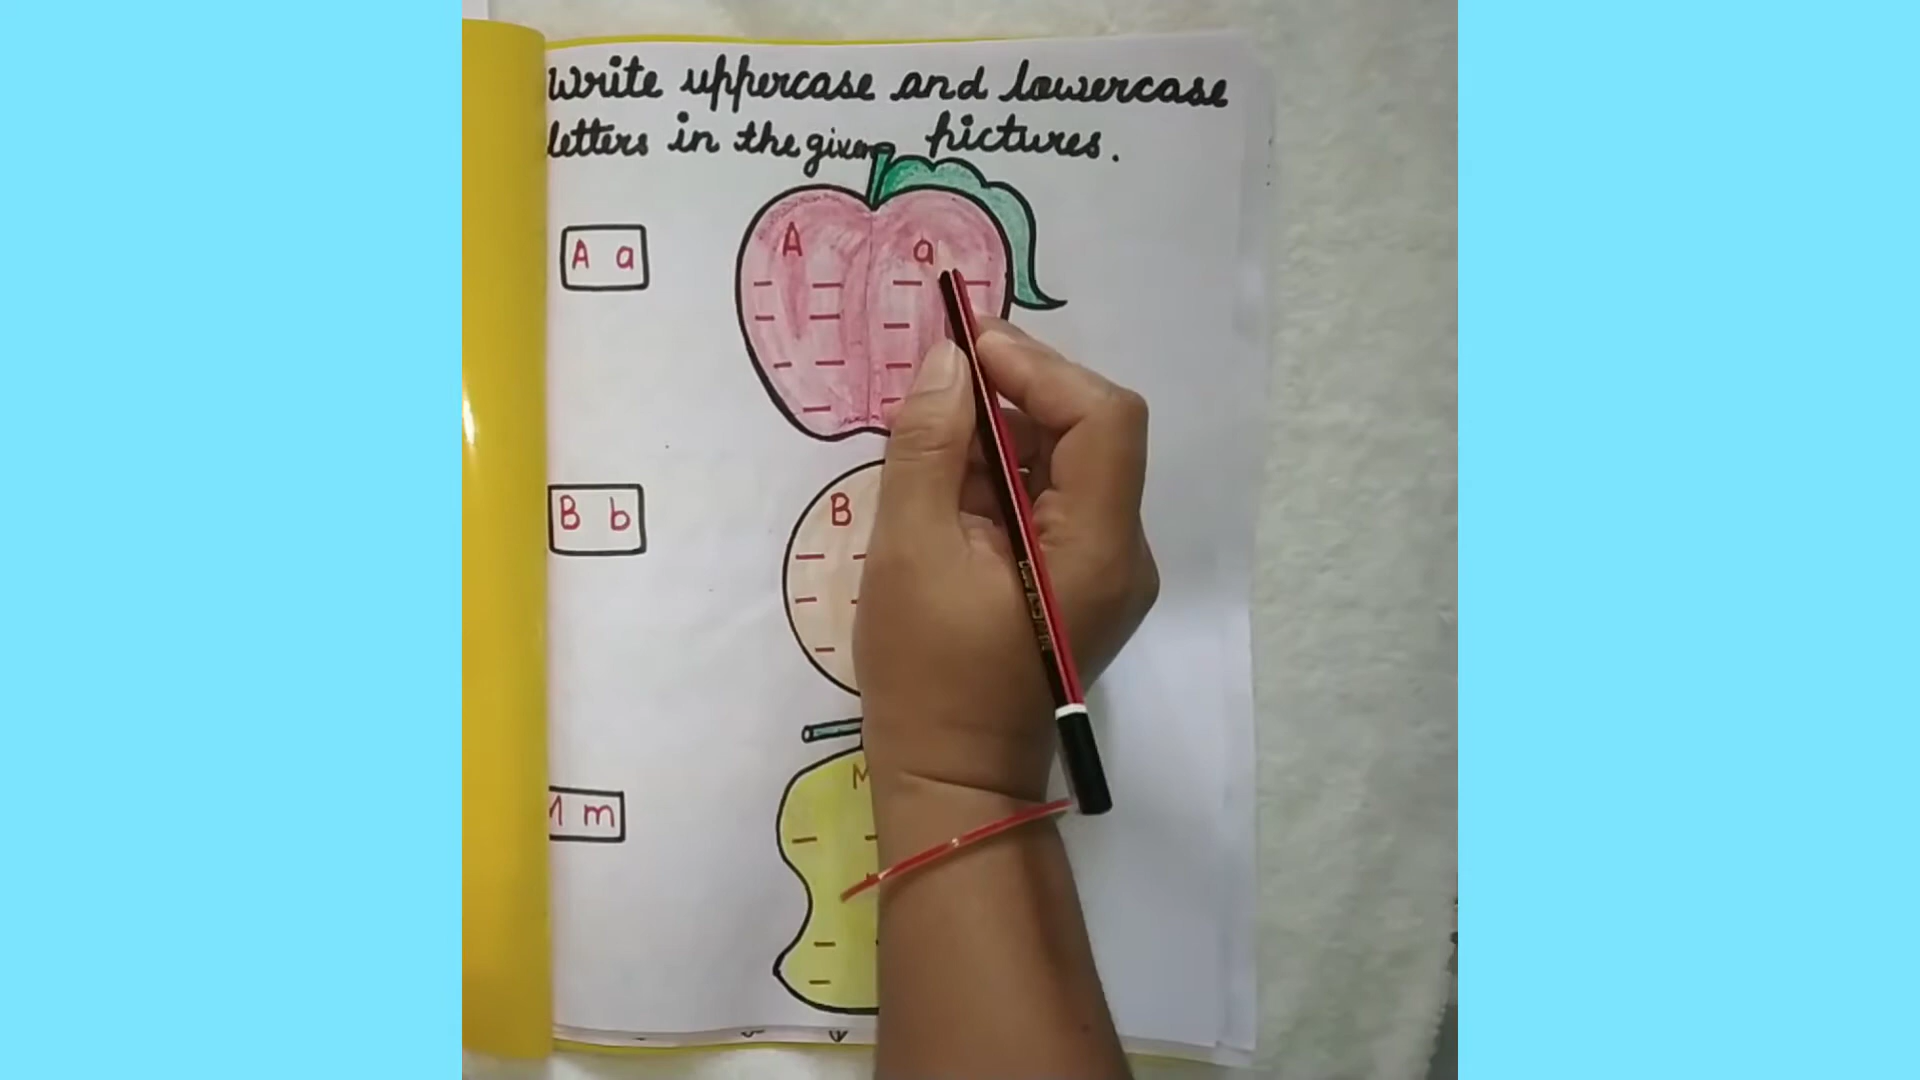 Write uppercase and lowercase
letters in the given pictures.
A a
A a
B b
B
M
m